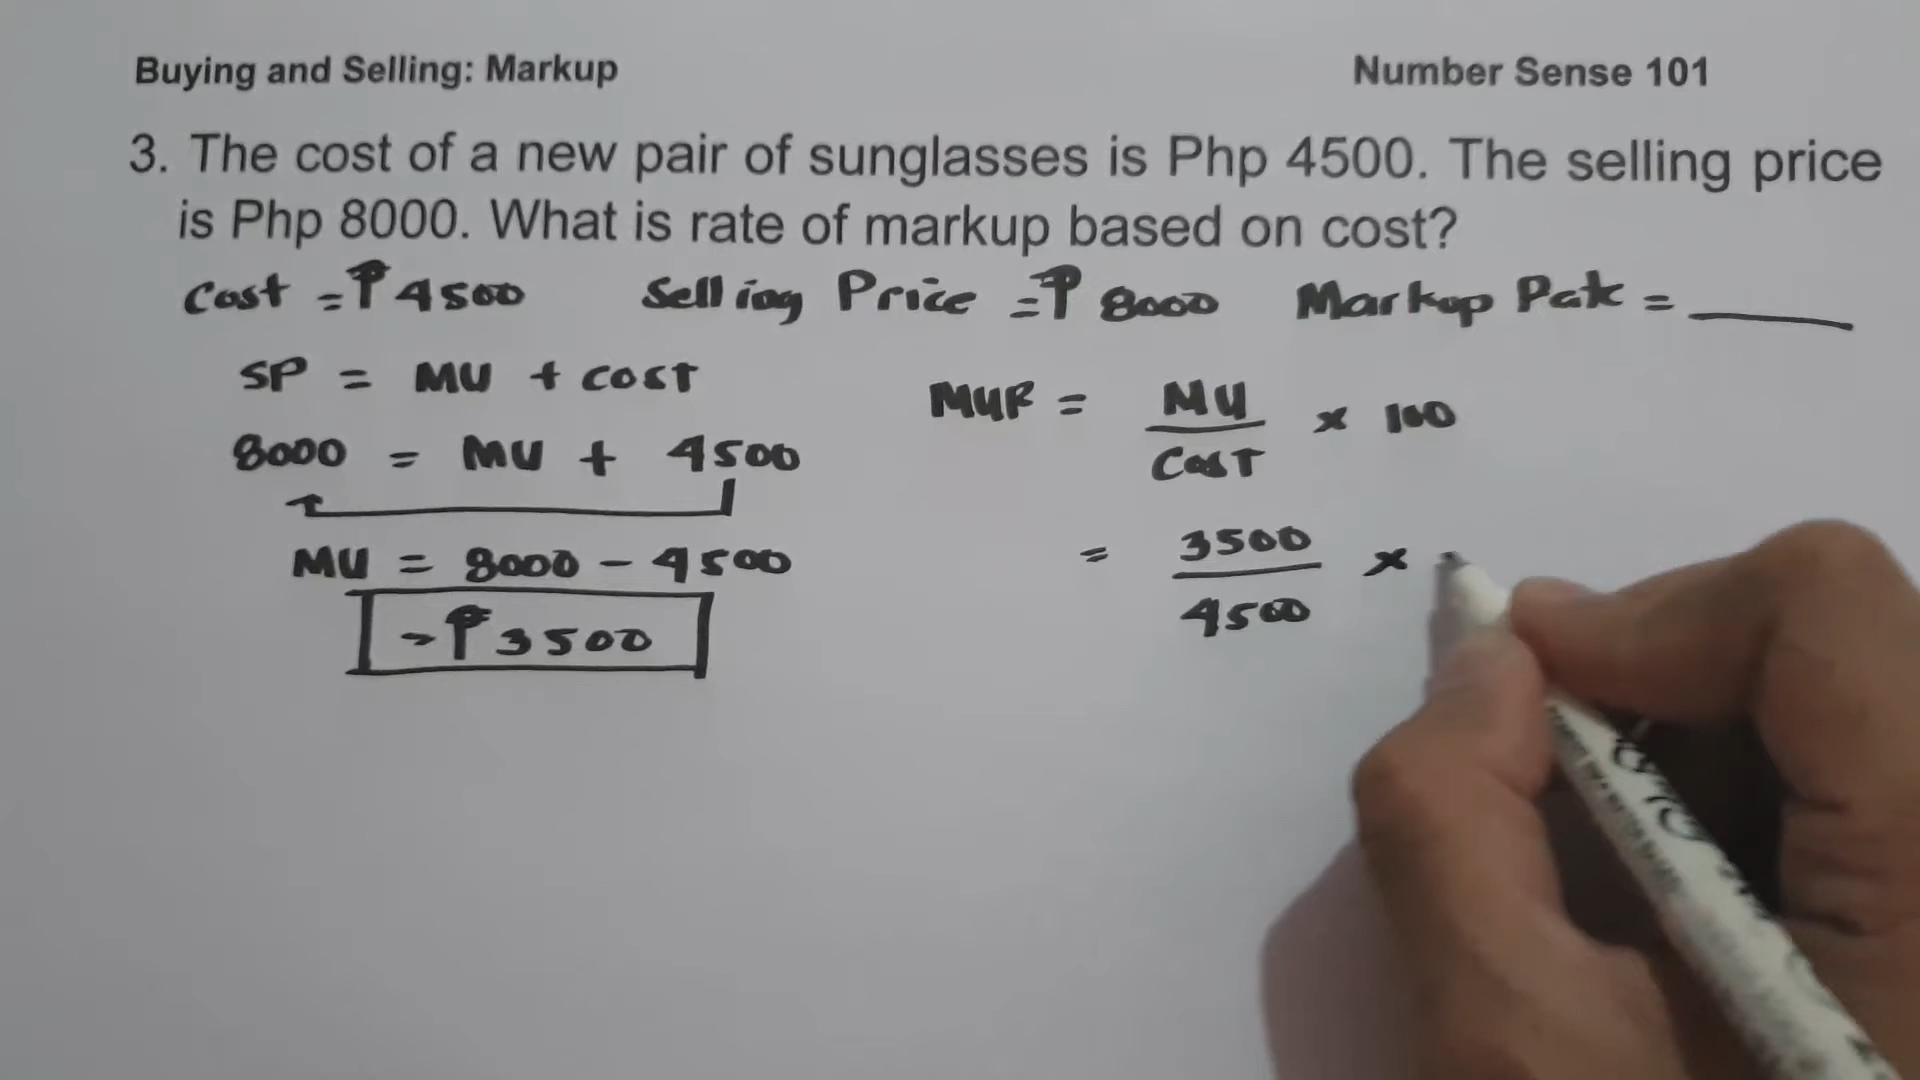 Buying and Selling: Markup Number Sense 101
3. The cost of a new pair of sunglasses is Php 4500. The selling price
is Php 8000. What is rate of markup based on cost?
Cost = ₱ 4500 Selling Price = ₱ 8000 Markup Rate = ______
SP = MU + COST
8000 = MU + 4500
MU = 8000 - 4500
= ₱ 3500
MUR = MU / COST x 100
= 3500 / 4500 x